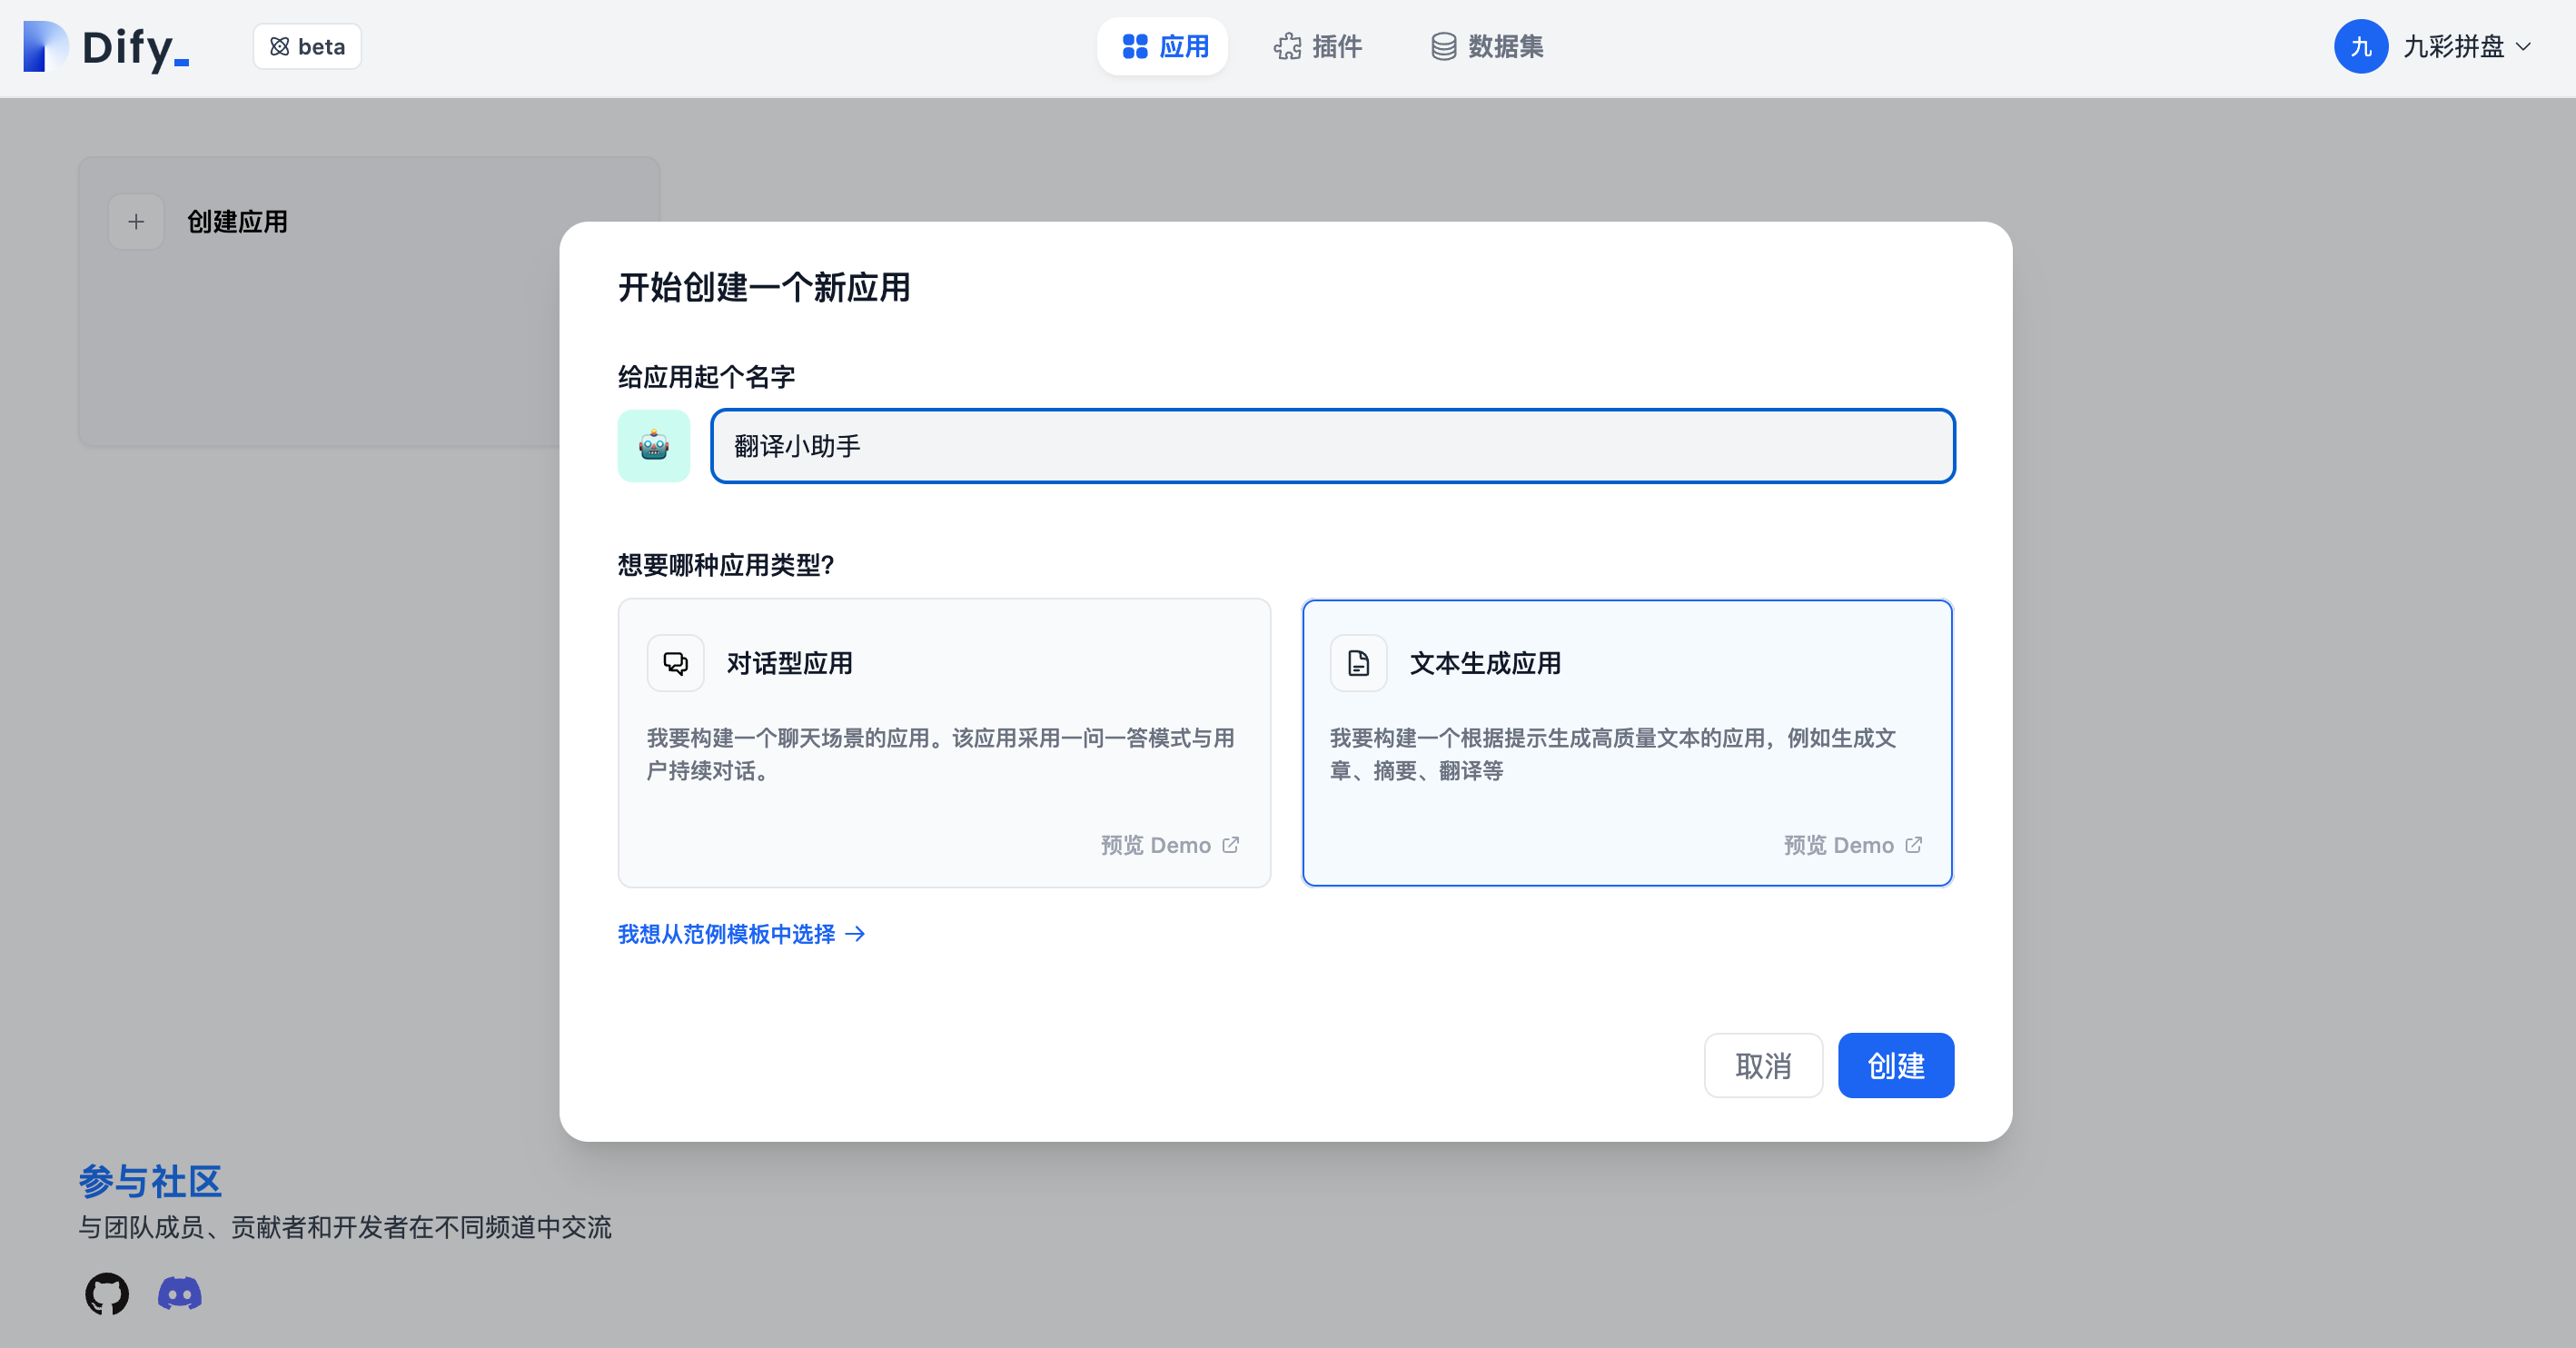 Dify_
beta
应用
插件
数据集
九
九彩拼盘
创建应用
开始创建一个新应用
给应用起个名字
翻译小助手
想要哪种应用类型?
对话型应用
我要构建一个聊天场景的应用。该应用采用一问一答模式与用
户持续对话。
预览 Demo
文本生成应用
我要构建一个根据提示生成高质量文本的应用，例如生成文
章、摘要、翻译等
预览 Demo
我想从范例模板中选择
取消
创建
参与社区
与团队成员、贡献者和开发者在不同频道中交流